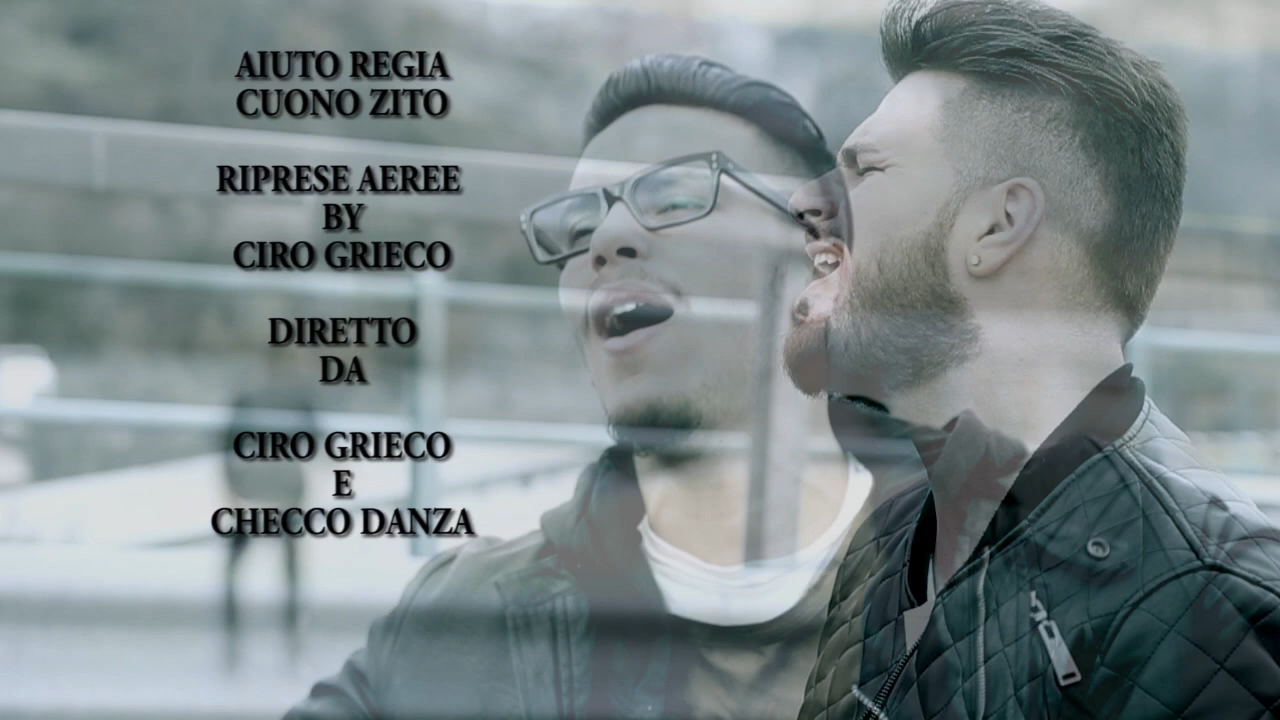 AIUTO REGIA
CUONO ZITO
RIPRESE AEREE
BY
CIRO GRIECO
DIRETTO
DA
CIRO GRIECO
E
CHECCO DANZA